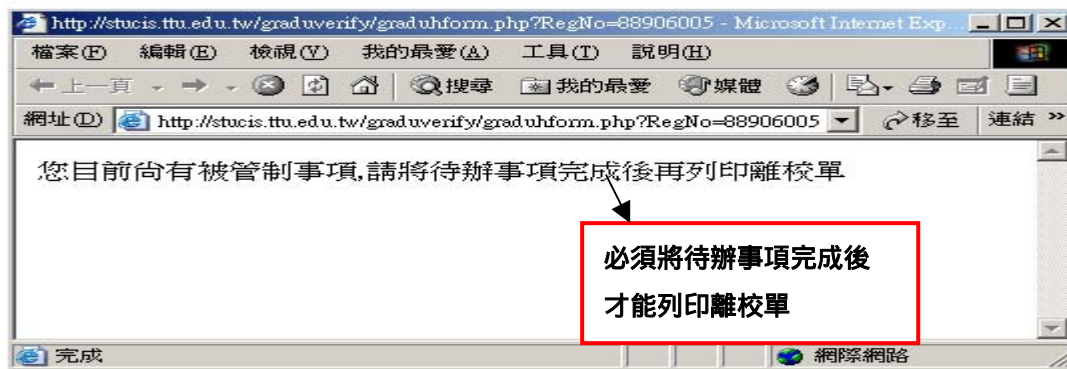 http://stucis.ttu.edu.tw/graduverify/graduhform.php?RegNo=88906005 - Microsoft Internet Exp...
檔案(F) 編輯(E) 檢視(V) 我的最愛(A) 工具(T) 說明(H)
上一頁 搜尋 我的最愛 媒體
網址(D) http://stucis.ttu.edu.tw/graduverify/graduhform.php?RegNo=88906005 移至 連結 »
您目前尙有被管制事項,請將待辦事項完成後再列印離校單
必須將待辦事項完成後
才能列印離校單
完成 網際網路